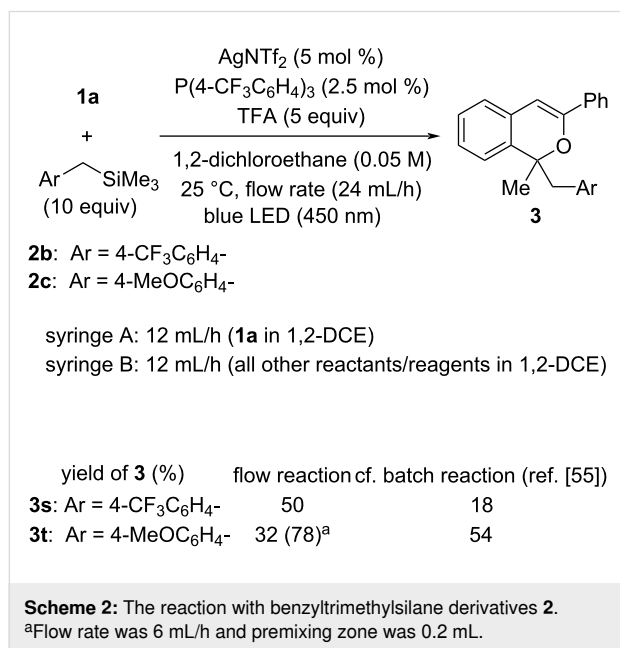 AgNTf2 (5 mol %)
P(4-CF3C6H4)3 (2.5 mol %)
TFA (5 equiv)
1a
+
Ar SiMe3
(10 equiv)
1,2-dichloroethane (0.05 M)
25 °C, flow rate (24 mL/h)
blue LED (450 nm)
Ph
O
Me Ar
3
2b: Ar = 4-CF3C6H4-
2c: Ar = 4-MeOC6H4-
syringe A: 12 mL/h (1a in 1,2-DCE)
syringe B: 12 mL/h (all other reactants/reagents in 1,2-DCE)
yield of 3 (%) flow reaction cf. batch reaction (ref. [55])
3s: Ar = 4-CF3C6H4- 50 18
3t: Ar = 4-MeOC6H4- 32 (78)a 54
Scheme 2: The reaction with benzyltrimethylsilane derivatives 2.
aFlow rate was 6 mL/h and premixing zone was 0.2 mL.